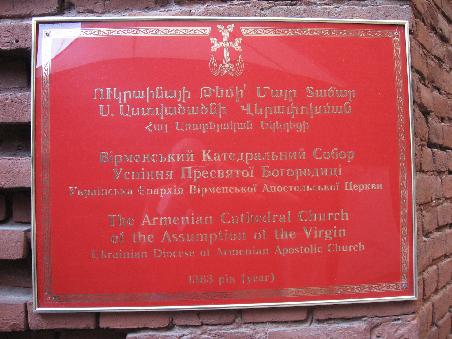 Ուկրաինայի Թեմի Մայր Տաճար
Ս. Աստվածածնի Վերափոխման
Հայ Առաքելական Եկեղեցի
Вірменський Катедральний Собор
Успіння Пресвятої Богородиці
Українська Єпархія Вірменської Апостольської Церкви
The Armenian Cathedral Church
of the Assumption of the Virgin
Ukrainian Diocese of Armenian Apostolic Church
1363 рік (year)